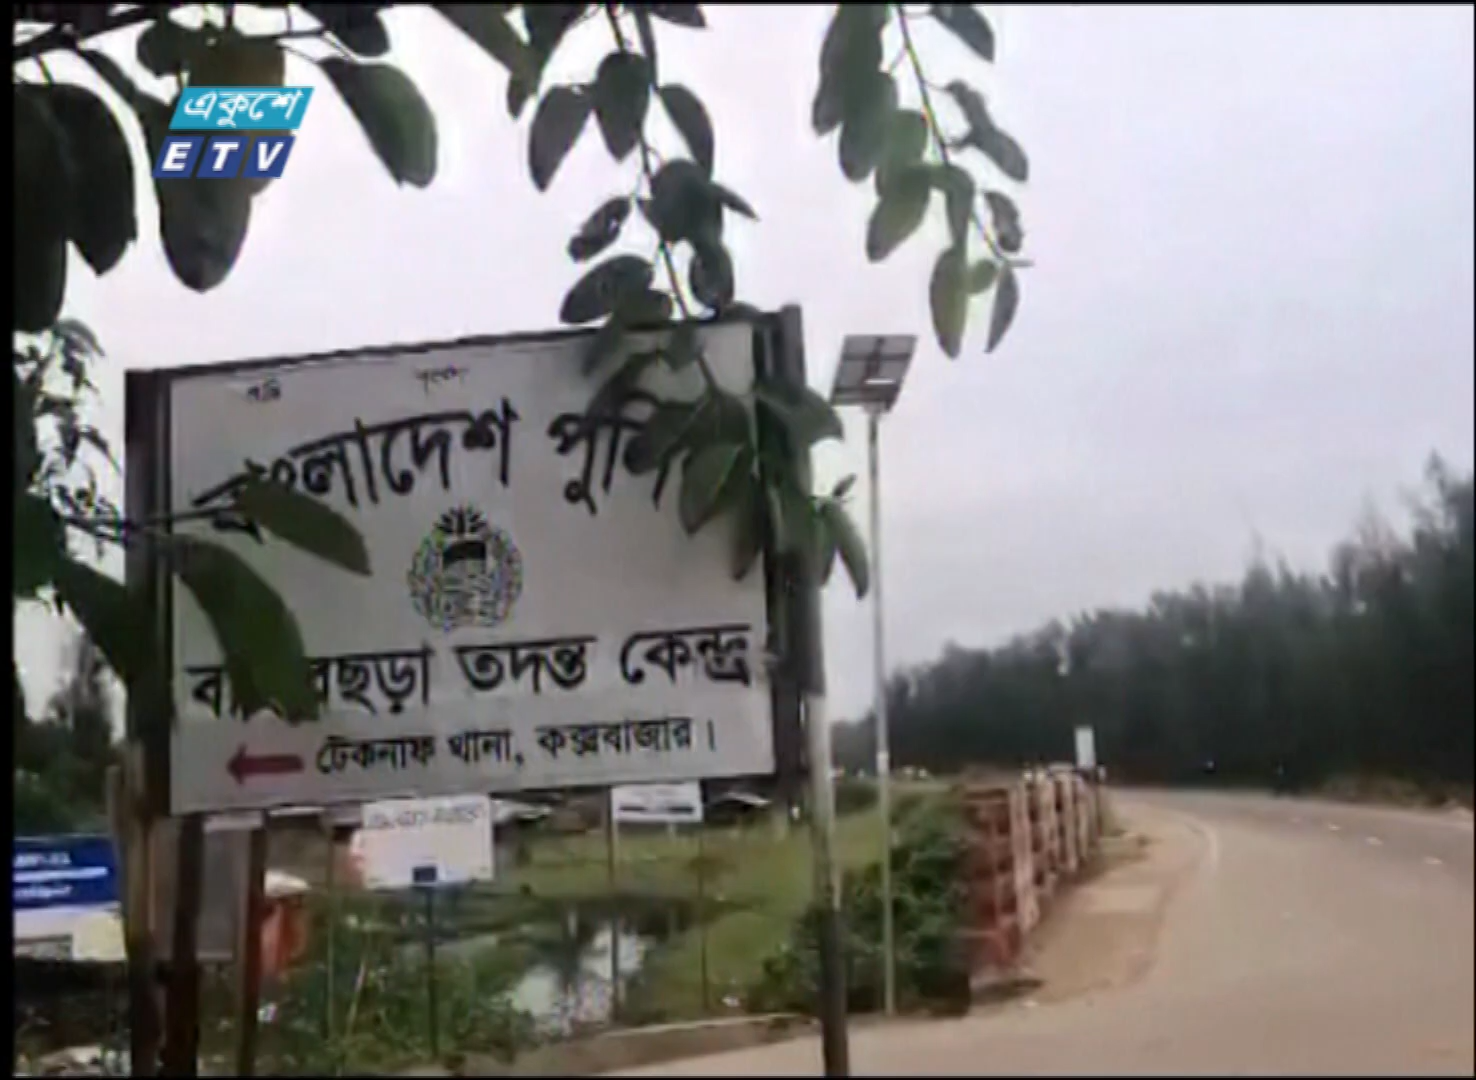 একুশে
ETV
বাংলাদেশ পুলি
বাহারছড়া তদন্ত কেন্দ্র
টেকনাফ থানা, কক্সবাজার।